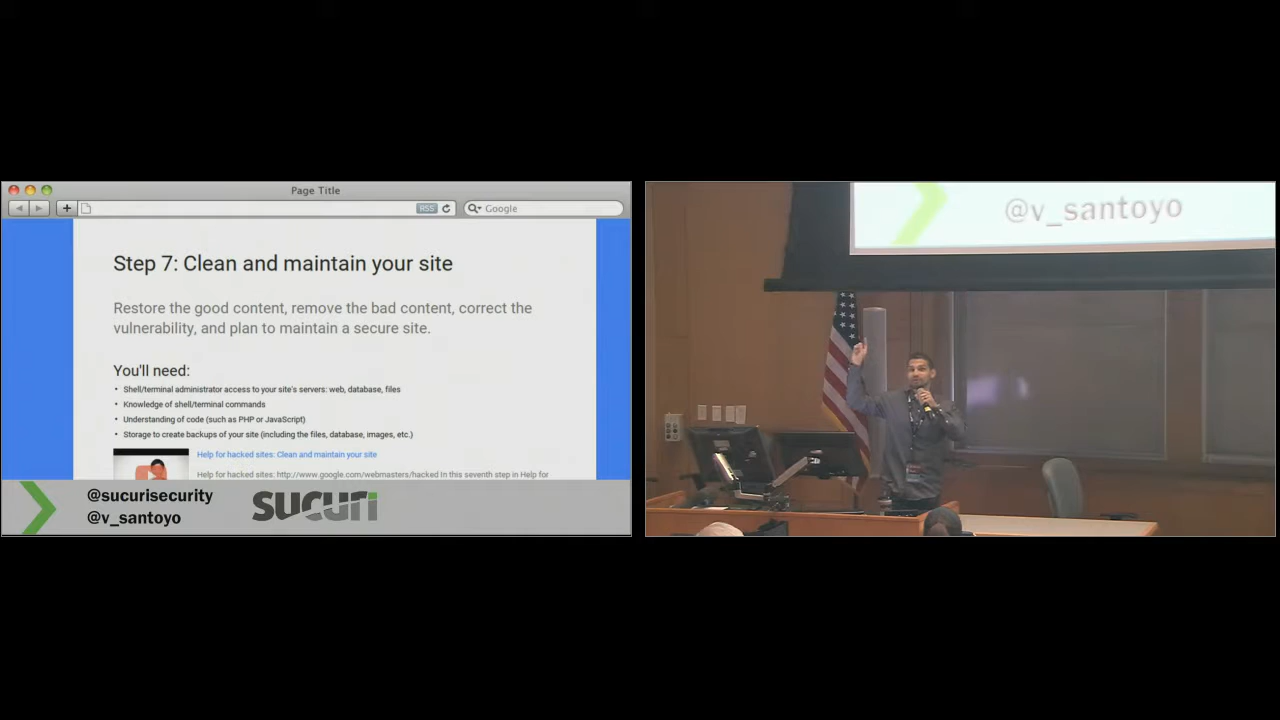 Page Title
RSS
Google
Step 7: Clean and maintain your site
Restore the good content, remove the bad content, correct the
vulnerability, and plan to maintain a secure site.
You'll need:
• Shell/terminal administrator access to your site's servers: web, database, files
• Knowledge of shell/terminal commands
• Understanding of code (such as PHP or JavaScript)
• Storage to create backups of your site (including the files, database, images, etc.)
Help for hacked sites: Clean and maintain your site
Help for hacked sites: http://www.google.com/webmasters/hacked In this seventh step in Help for
@sucurisecurity
@v_santoyo
sucuri
@v_santoyo